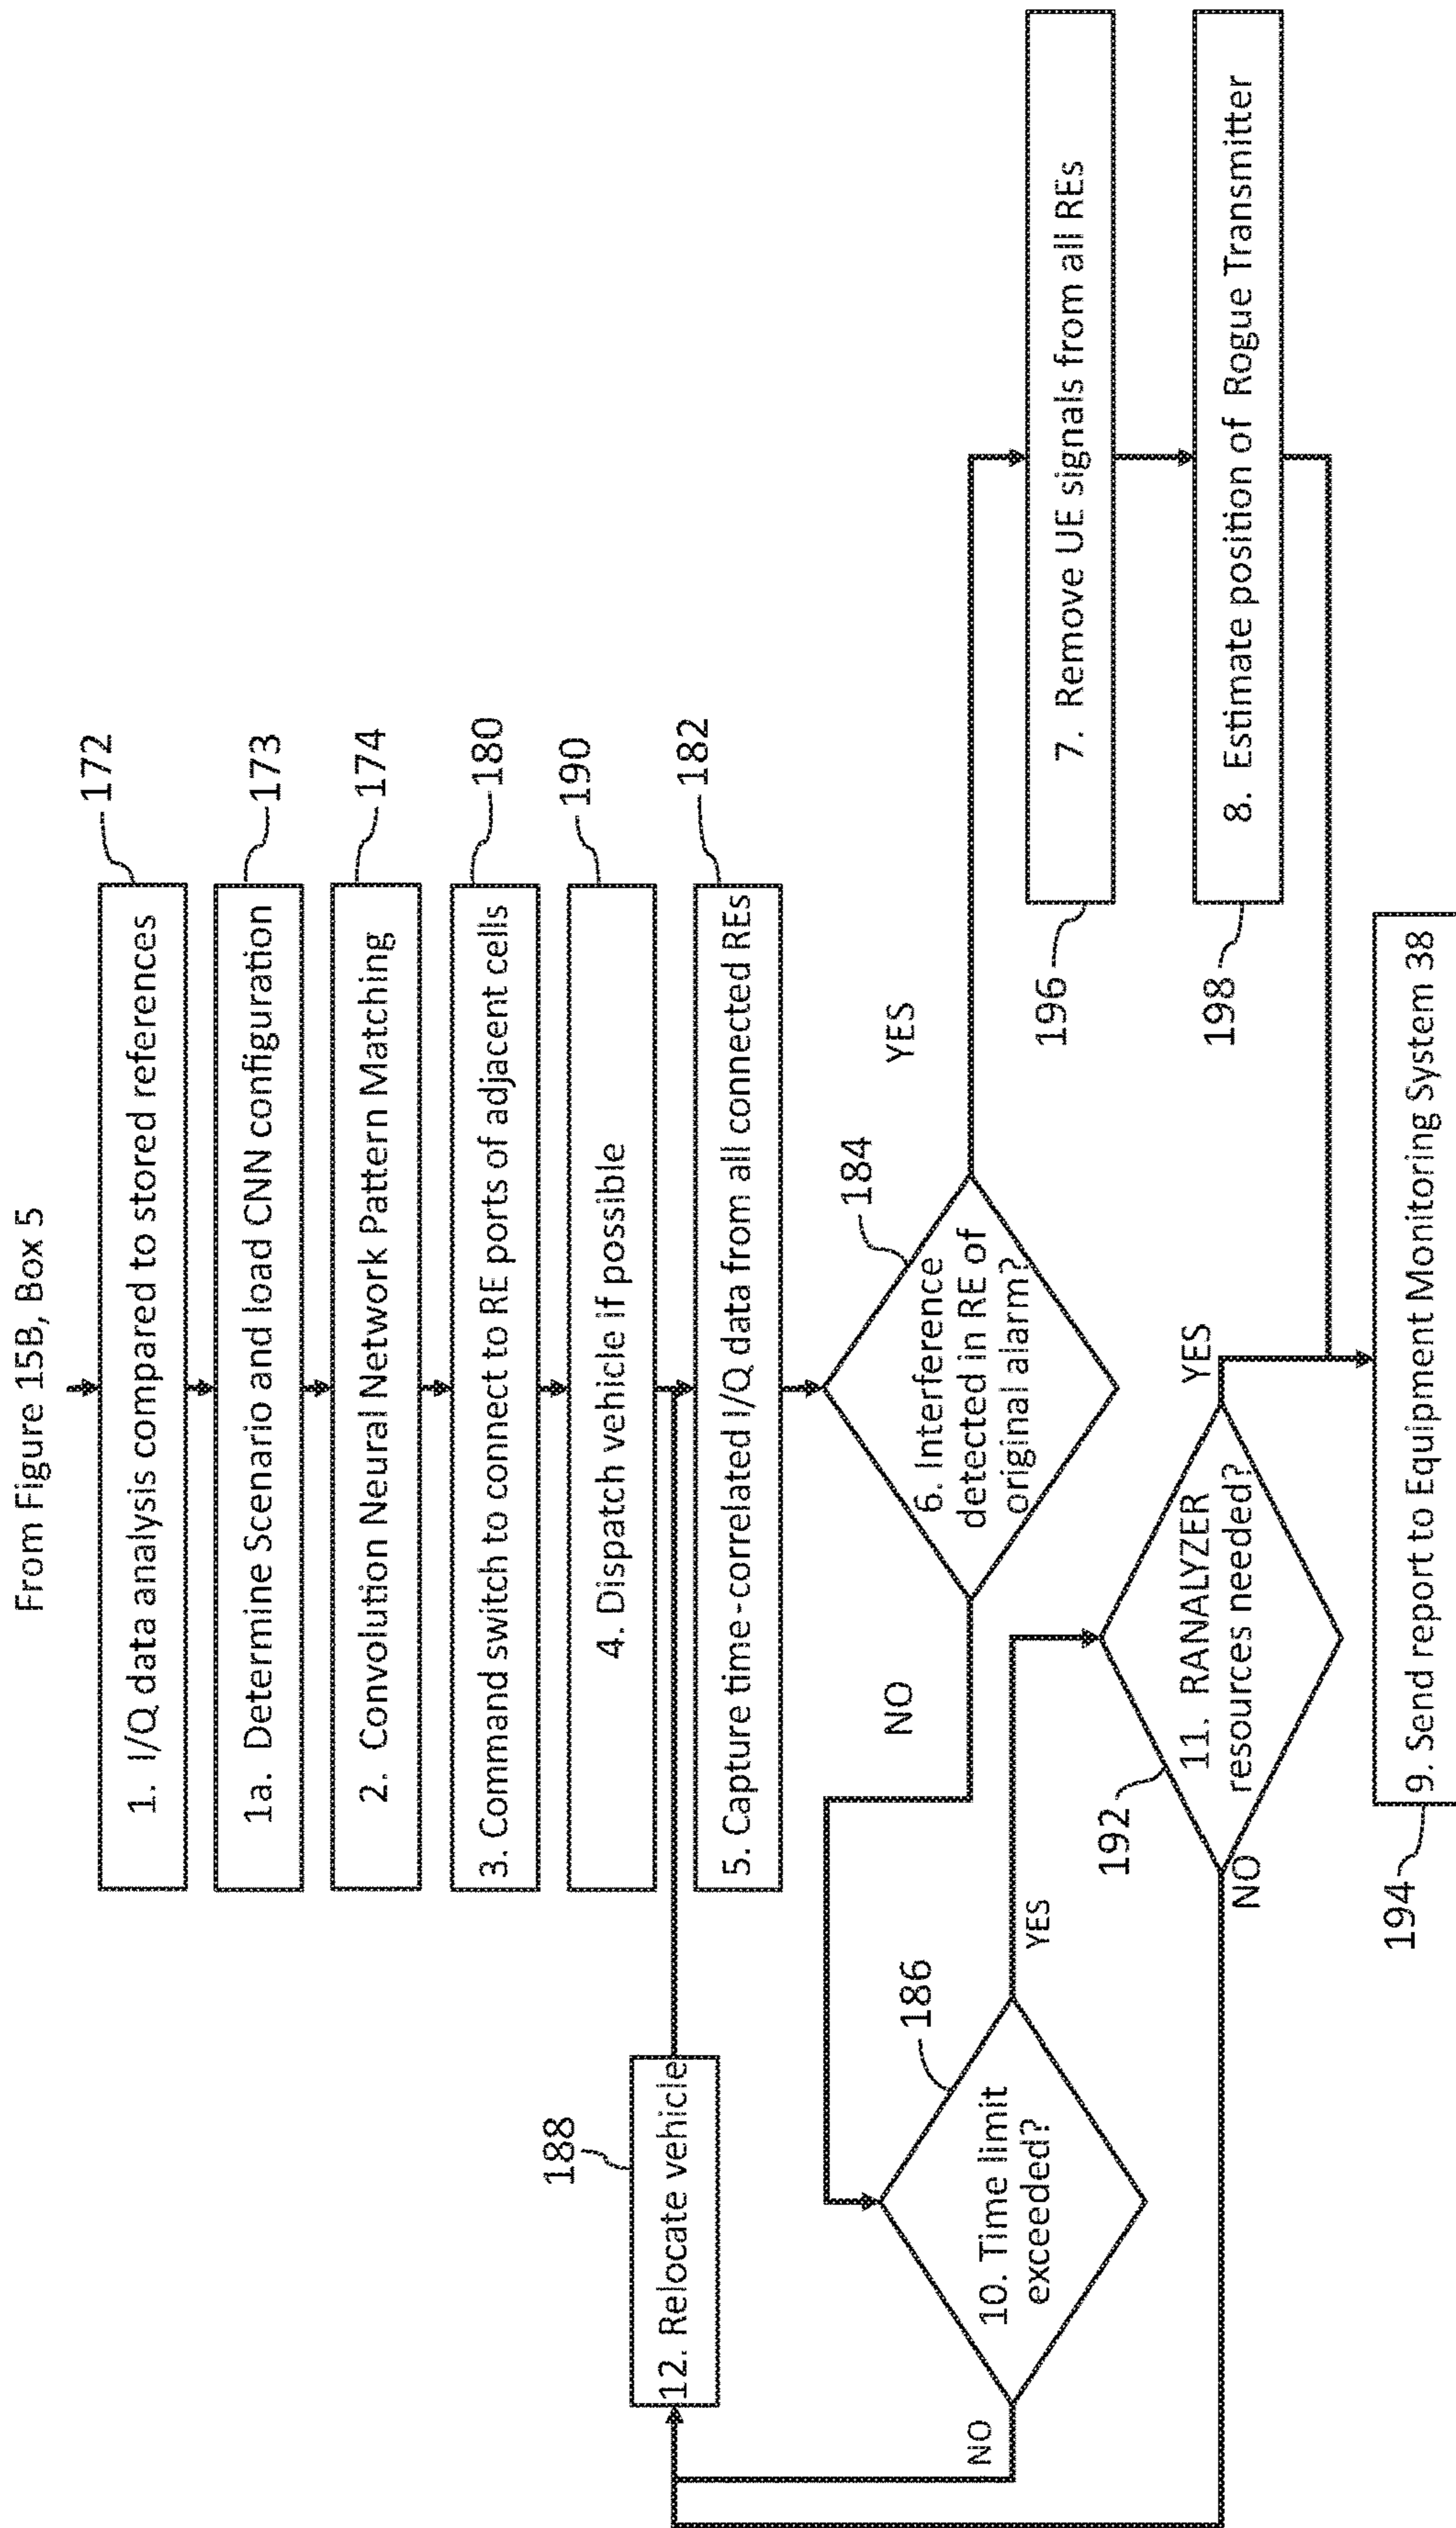 From Figure 15B, Box 5
1. I/Q data analysis compared to stored references
172
1a. Determine Scenario and load CNN configuration
173
2. Convolution Neural Network Pattern Matching
174
3. Command switch to connect to RE ports of adjacent cells
180
4. Dispatch vehicle if possible
190
12. Relocate vehicle
188
5. Capture time-correlated I/Q data from all connected REs
182
6. Interference
detected in RE of
original alarm?
184
NO
YES
10. Time limit
exceeded?
186
NO
YES
7. Remove UE signals from all REs
196
11. RANALYZER
resources needed?
192
NO
YES
8. Estimate position of Rogue Transmitter
198
9. Send report to Equipment Monitoring System 38
194